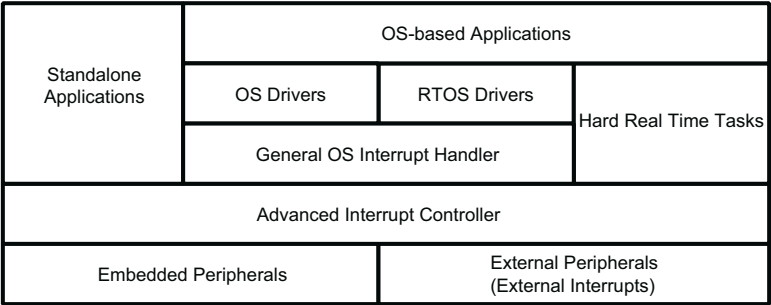 OS-based Applications
Standalone
Applications
OS Drivers
RTOS Drivers
Hard Real Time Tasks
General OS Interrupt Handler
Advanced Interrupt Controller
Embedded Peripherals
External Peripherals
(External Interrupts)